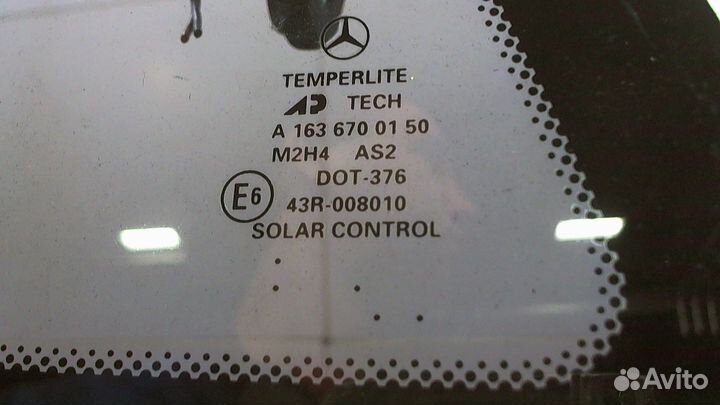 TEMPERLITE
AP TECH
A 163 670 01 50
M2H4 AS2
DOT-376
E6 43R-008010
SOLAR CONTROL
Avito